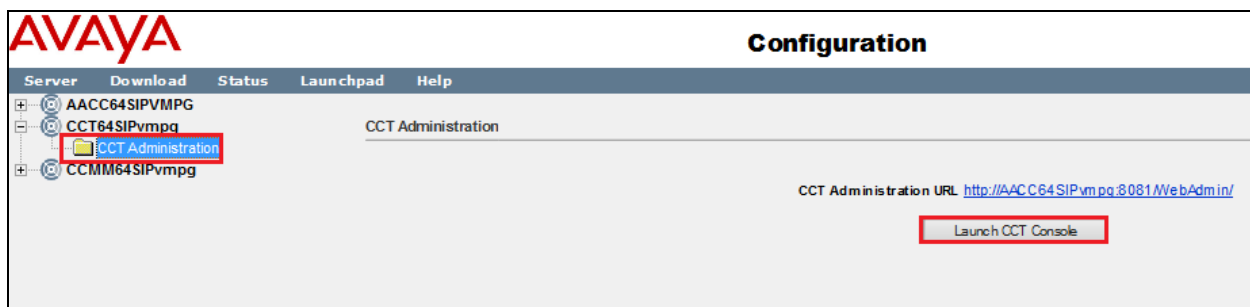 AVAYA
Configuration
Server Download Status Launchpad Help
AACC64SIPVMPG
CCT64SIPvmpg
CCT Administration
CCT Administration
CCMM64SIPvmpg
CCT Administration URL http://AACC64SIPvmpg:8081/WebAdmin/
Launch CCT Console